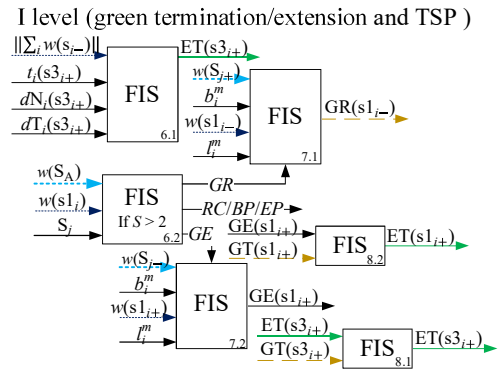 I level (green termination/extension and TSP )
||∑ᵢ w(sᵢ₋)||
tᵢ(s3ᵢ₊)
dNᵢ(s3ᵢ₊)
dTᵢ(s3ᵢ₊)
FIS
6.1
ET(s3ᵢ₊)
w(Sⱼ₊)
bᵢᵐ
w(s1ᵢ₋)
lᵢᵐ
FIS
7.1
GR(s1ᵢ₋)
w(S_A)
w(s1ᵢ)
Sⱼ
FIS
If S > 2
6.2
GR
RC/BP/EP
GE
w(Sⱼ₋)
bᵢᵐ
w(s1ᵢ₊)
lᵢᵐ
FIS
7.2
GE(s1ᵢ₊)
GE(s1ᵢ₊)
GT(s1ᵢ₊)
FIS
8.2
ET(s1ᵢ₊)
ET(s3ᵢ₊)
GT(s3ᵢ₊)
FIS
8.1
ET(s3ᵢ₊)